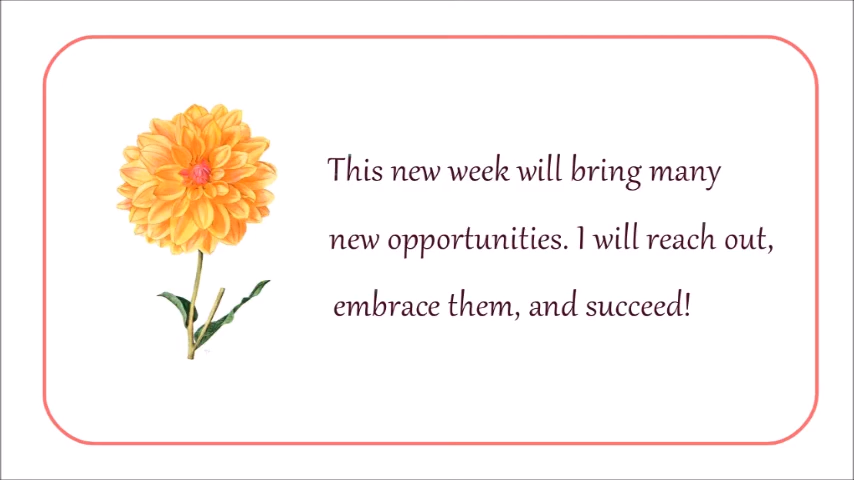 This new week will bring many
new opportunities. I will reach out,
embrace them, and succeed!